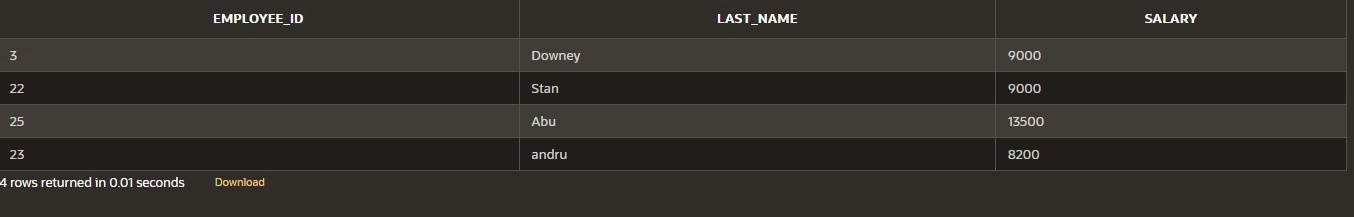 EMPLOYEE_ID LAST_NAME SALARY
3 Downey 9000
22 Stan 9000
25 Abu 13500
23 andru 8200
4 rows returned in 0.01 seconds Download